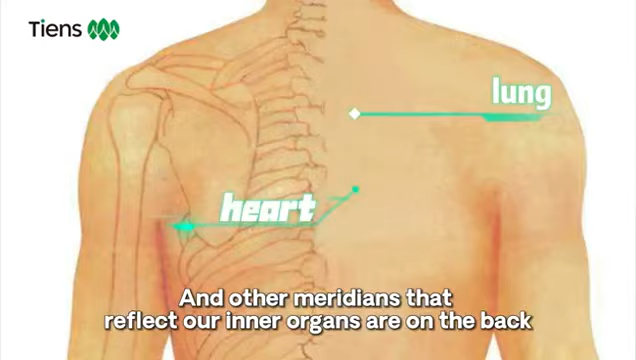 Tiens
lung
heart
And other meridians that
reflect our inner organs are on the back